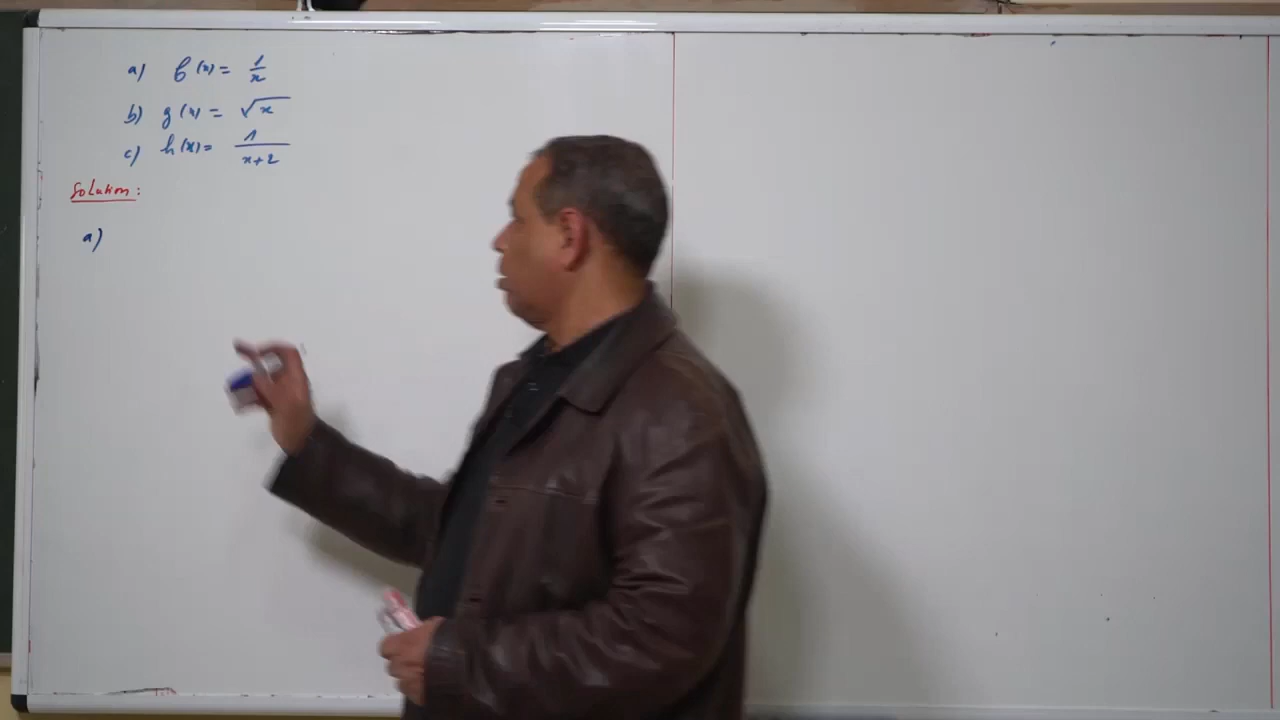 a) f(x) = 1/x
b) g(x) = √x
c) h(x) = 1/(x+2)
Solution:
a)